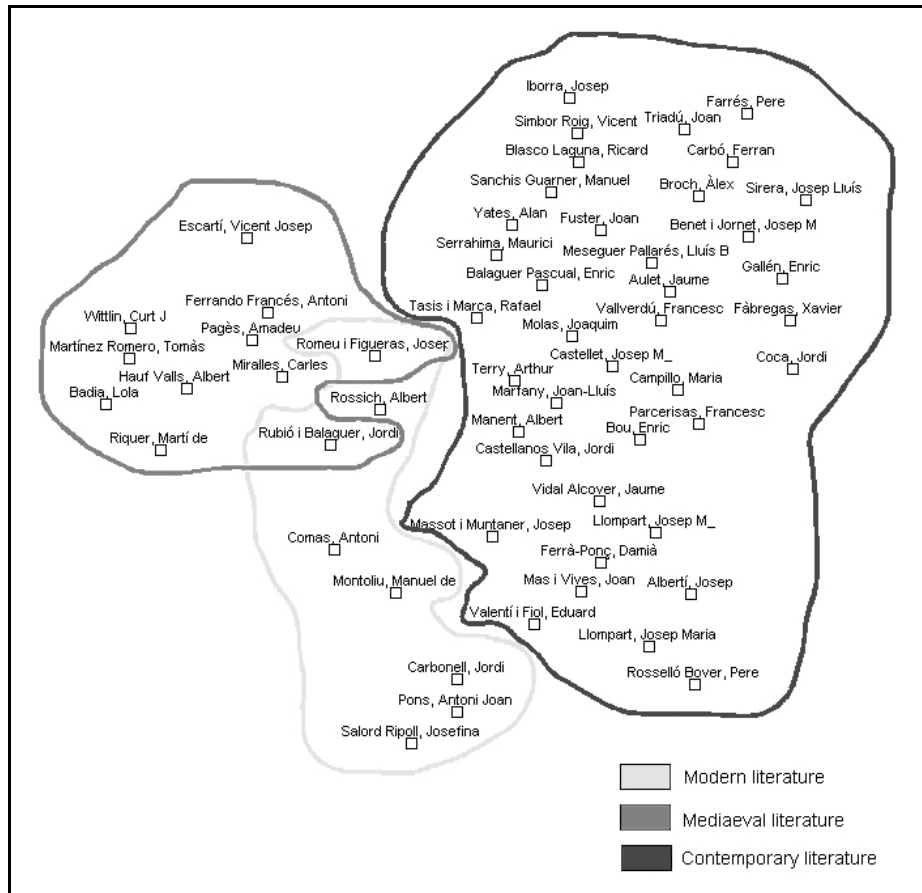 Iborra, Josep
Farrés, Pere
Simbor Roig, Vicent
Triadú, Joan
Blasco Laguna, Ricard
Carbó, Ferran
Sanchis Guarner, Manuel
Broch, Àlex
Sirera, Josep Lluís
Yates, Alan
Fuster, Joan
Benet i Jornet, Josep M
Escartí, Vicent Josep
Serrahima, Maurici
Meseguer Pallarés, Lluís B
Balaguer Pascual, Enric
Aulet, Jaume
Gallén, Enric
Ferrando Francés, Antoni
Tasis i Marca, Rafael
Vallverdú, Francesc
Fàbregas, Xavier
Wittlin, Curt J
Pagès, Amadeu
Molas, Joaquim
Romeu i Figueras, Josep
Martínez Romero, Tomàs
Castellet, Josep M_
Coca, Jordi
Miralles, Carles
Terry, Arthur
Hauf Valls, Albert
Campillo, Maria
Badia, Lola
Rossich, Albert
Marfany, Joan-Lluís
Manent, Albert
Parcerisas, Francesc
Bou, Enric
Riquer, Martí de
Rubió i Balaguer, Jordi
Castellanos Vila, Jordi
Vidal Alcover, Jaume
Massot i Muntaner, Josep
Llompart, Josep M_
Comas, Antoni
Ferrà-Ponç, Damià
Montoliu, Manuel de
Mas i Vives, Joan
Albertí, Josep
Valentí i Fiol, Eduard
Llompart, Josep Maria
Carbonell, Jordi
Rosselló Bover, Pere
Pons, Antoni Joan
Salord Ripoll, Josefina
Modern literature
Mediaeval literature
Contemporary literature